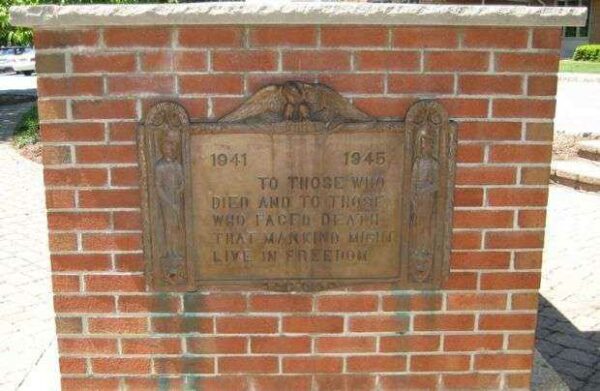 1941 1945
TO THOSE WHO
DIED AND TO THOSE
WHO FACED DEATH
THAT MANKIND MIGHT
LIVE IN FREEDOM